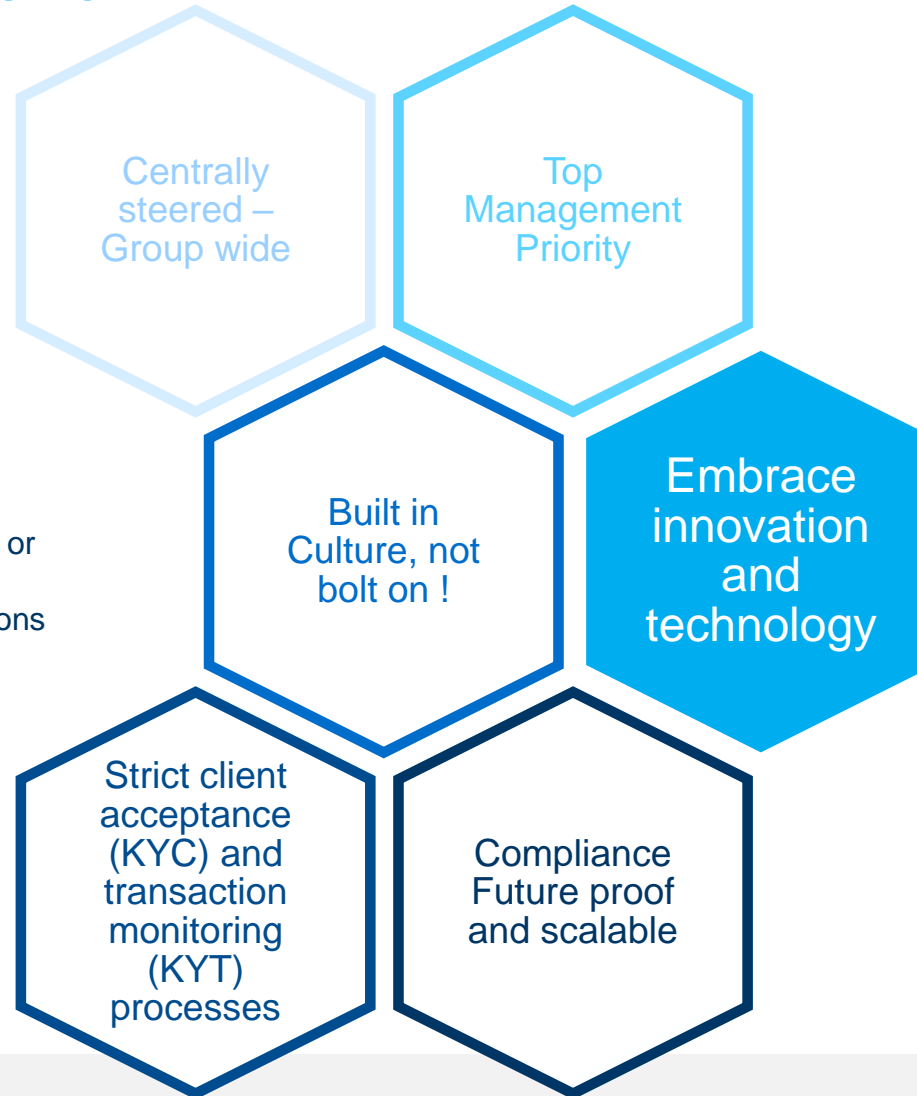 Centrally
steered –
Group wide
Top
Management
Priority
or
ons
Built in
Culture, not
bolt on !
Embrace
innovation
and
technology
Strict client
acceptance
(KYC) and
transaction
monitoring
(KYT)
processes
Compliance
Future proof
and scalable